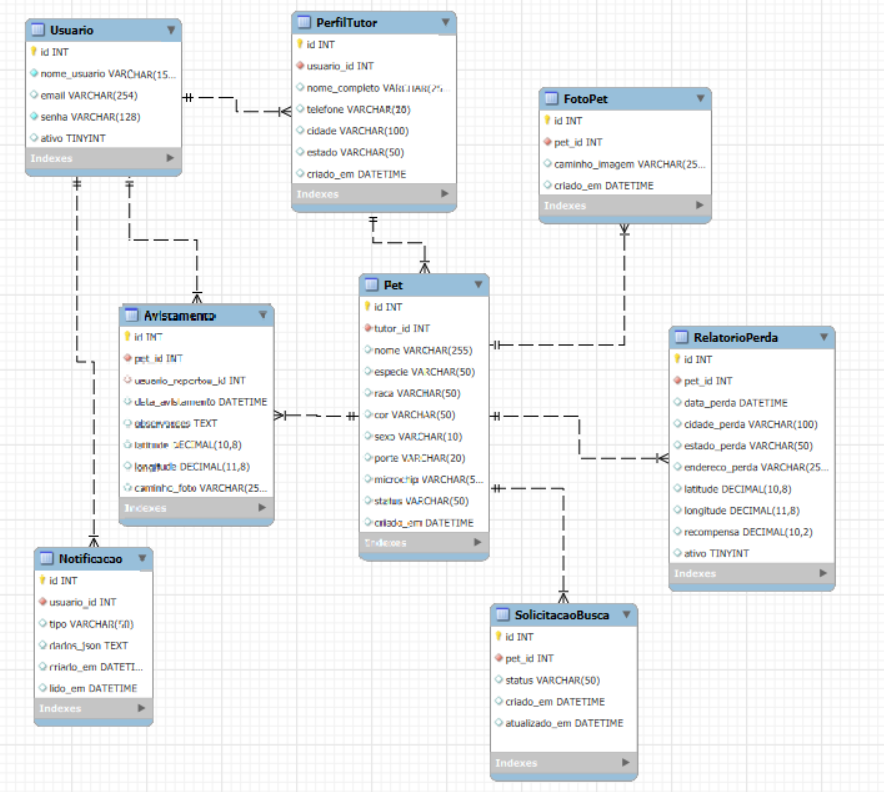 Usuario
id INT
nome_usuario VARCHAR(15...
email VARCHAR(254)
senha VARCHAR(128)
ativo TINYINT
Indexes
PerfilTutor
id INT
usuario_id INT
nome_completo VARCHAR(25...
telefone VARCHAR(20)
cidade VARCHAR(100)
estado VARCHAR(50)
criado_em DATETIME
Indexes
FotoPet
id INT
pet_id INT
caminho_imagem VARCHAR(25...
criado_em DATETIME
Indexes
Avistamento
id INT
pet_id INT
usuario_reportou_id INT
data_avistamento DATETIME
observacoes TEXT
latitude DECIMAL(10,8)
longitude DECIMAL(11,8)
caminho_foto VARCHAR(25...
Indexes
Pet
id INT
tutor_id INT
nome VARCHAR(255)
especie VARCHAR(50)
raca VARCHAR(50)
cor VARCHAR(50)
sexo VARCHAR(10)
porte VARCHAR(20)
microchip VARCHAR(5...
status VARCHAR(50)
criado_em DATETIME
Indexes
RelatorioPerda
id INT
pet_id INT
data_perda DATETIME
cidade_perda VARCHAR(100)
estado_perda VARCHAR(50)
endereco_perda VARCHAR(25...
latitude DECIMAL(10,8)
longitude DECIMAL(11,8)
recompensa DECIMAL(10,2)
ativo TINYINT
Indexes
Notificacao
id INT
usuario_id INT
tipo VARCHAR(50)
dados_json TEXT
criado_em DATETI...
lido_em DATETIME
Indexes
SolicitacaoBusca
id INT
pet_id INT
status VARCHAR(50)
criado_em DATETIME
atualizado_em DATETIME
Indexes